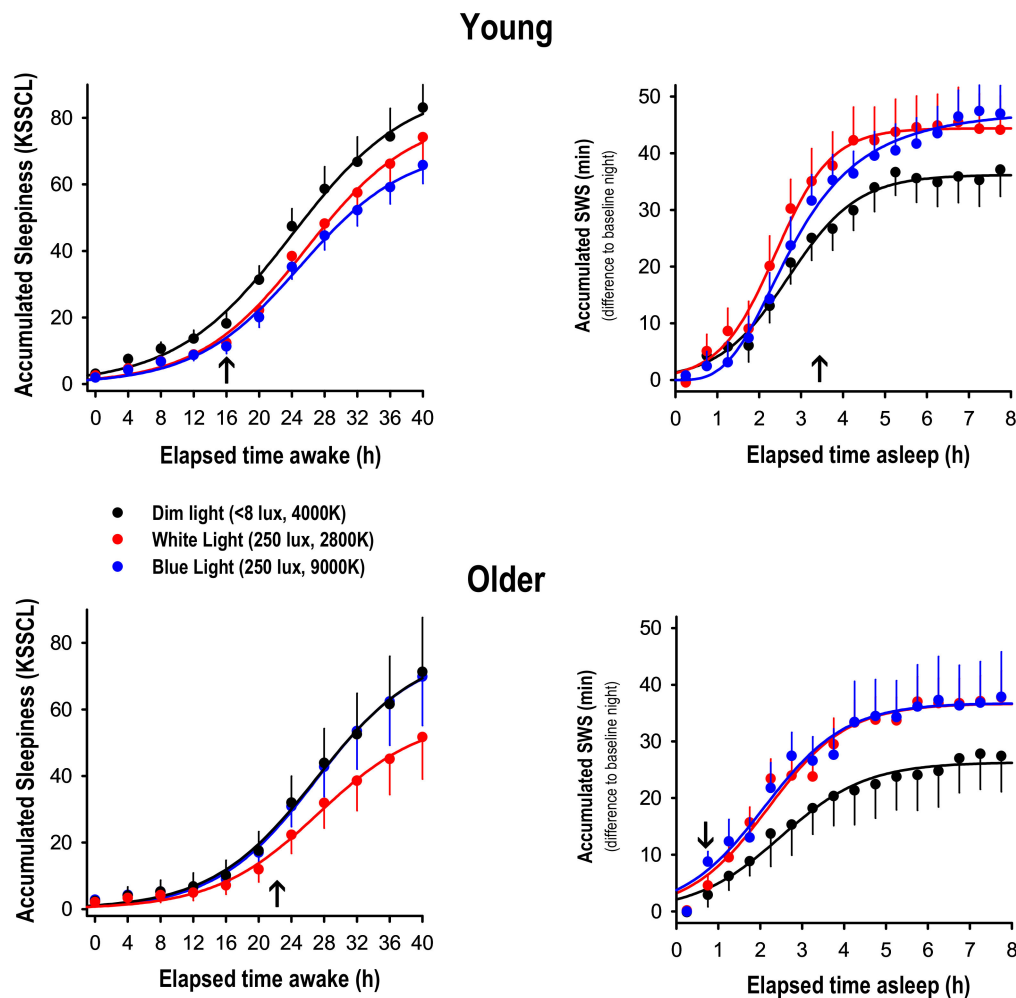 Young
Accumulated Sleepiness (KSSCL)
80
60
40
20
0
0 4 8 12 16 20 24 28 32 36 40
Elapsed time awake (h)
Accumulated SWS (min)
(difference to baseline night)
50
40
30
20
10
0
0 1 2 3 4 5 6 7 8
Elapsed time asleep (h)
Dim light (<8 lux, 4000K)
White Light (250 lux, 2800K)
Blue Light (250 lux, 9000K)
Older
Accumulated Sleepiness (KSSCL)
80
60
40
20
0
0 4 8 12 16 20 24 28 32 36 40
Elapsed time awake (h)
Accumulated SWS (min)
(difference to baseline night)
50
40
30
20
10
0
0 1 2 3 4 5 6 7 8
Elapsed time asleep (h)